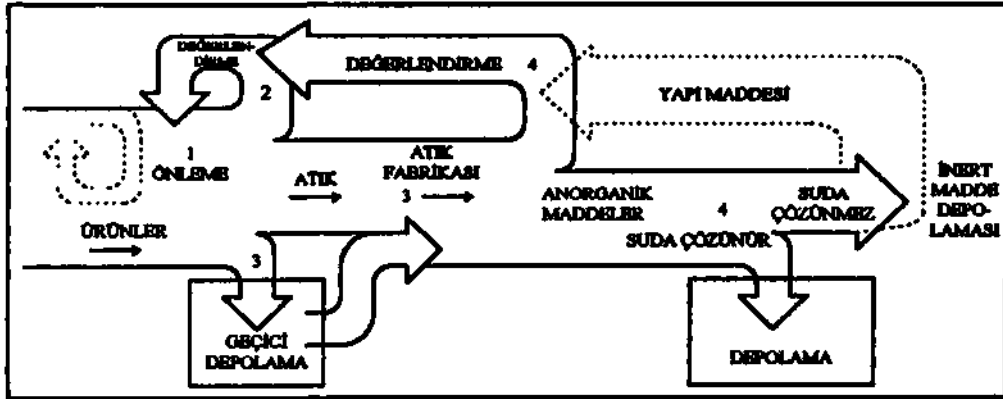 DEĞERLEN-
DİRME
2
DEĞERLENDİRME 4
YAPI MADDESİ
1
ÖNLEME
ATIK
ATIK
FABRİKASI
3
ANORGANİK
MADDELER
4
SUDA
ÇÖZÜNMEZ
İNERT
MADDE
DEPO-
LAMASI
ÜRÜNLER
SUDA ÇÖZÜNÜR
3
GEÇİCİ
DEPOLAMA
DEPOLAMA